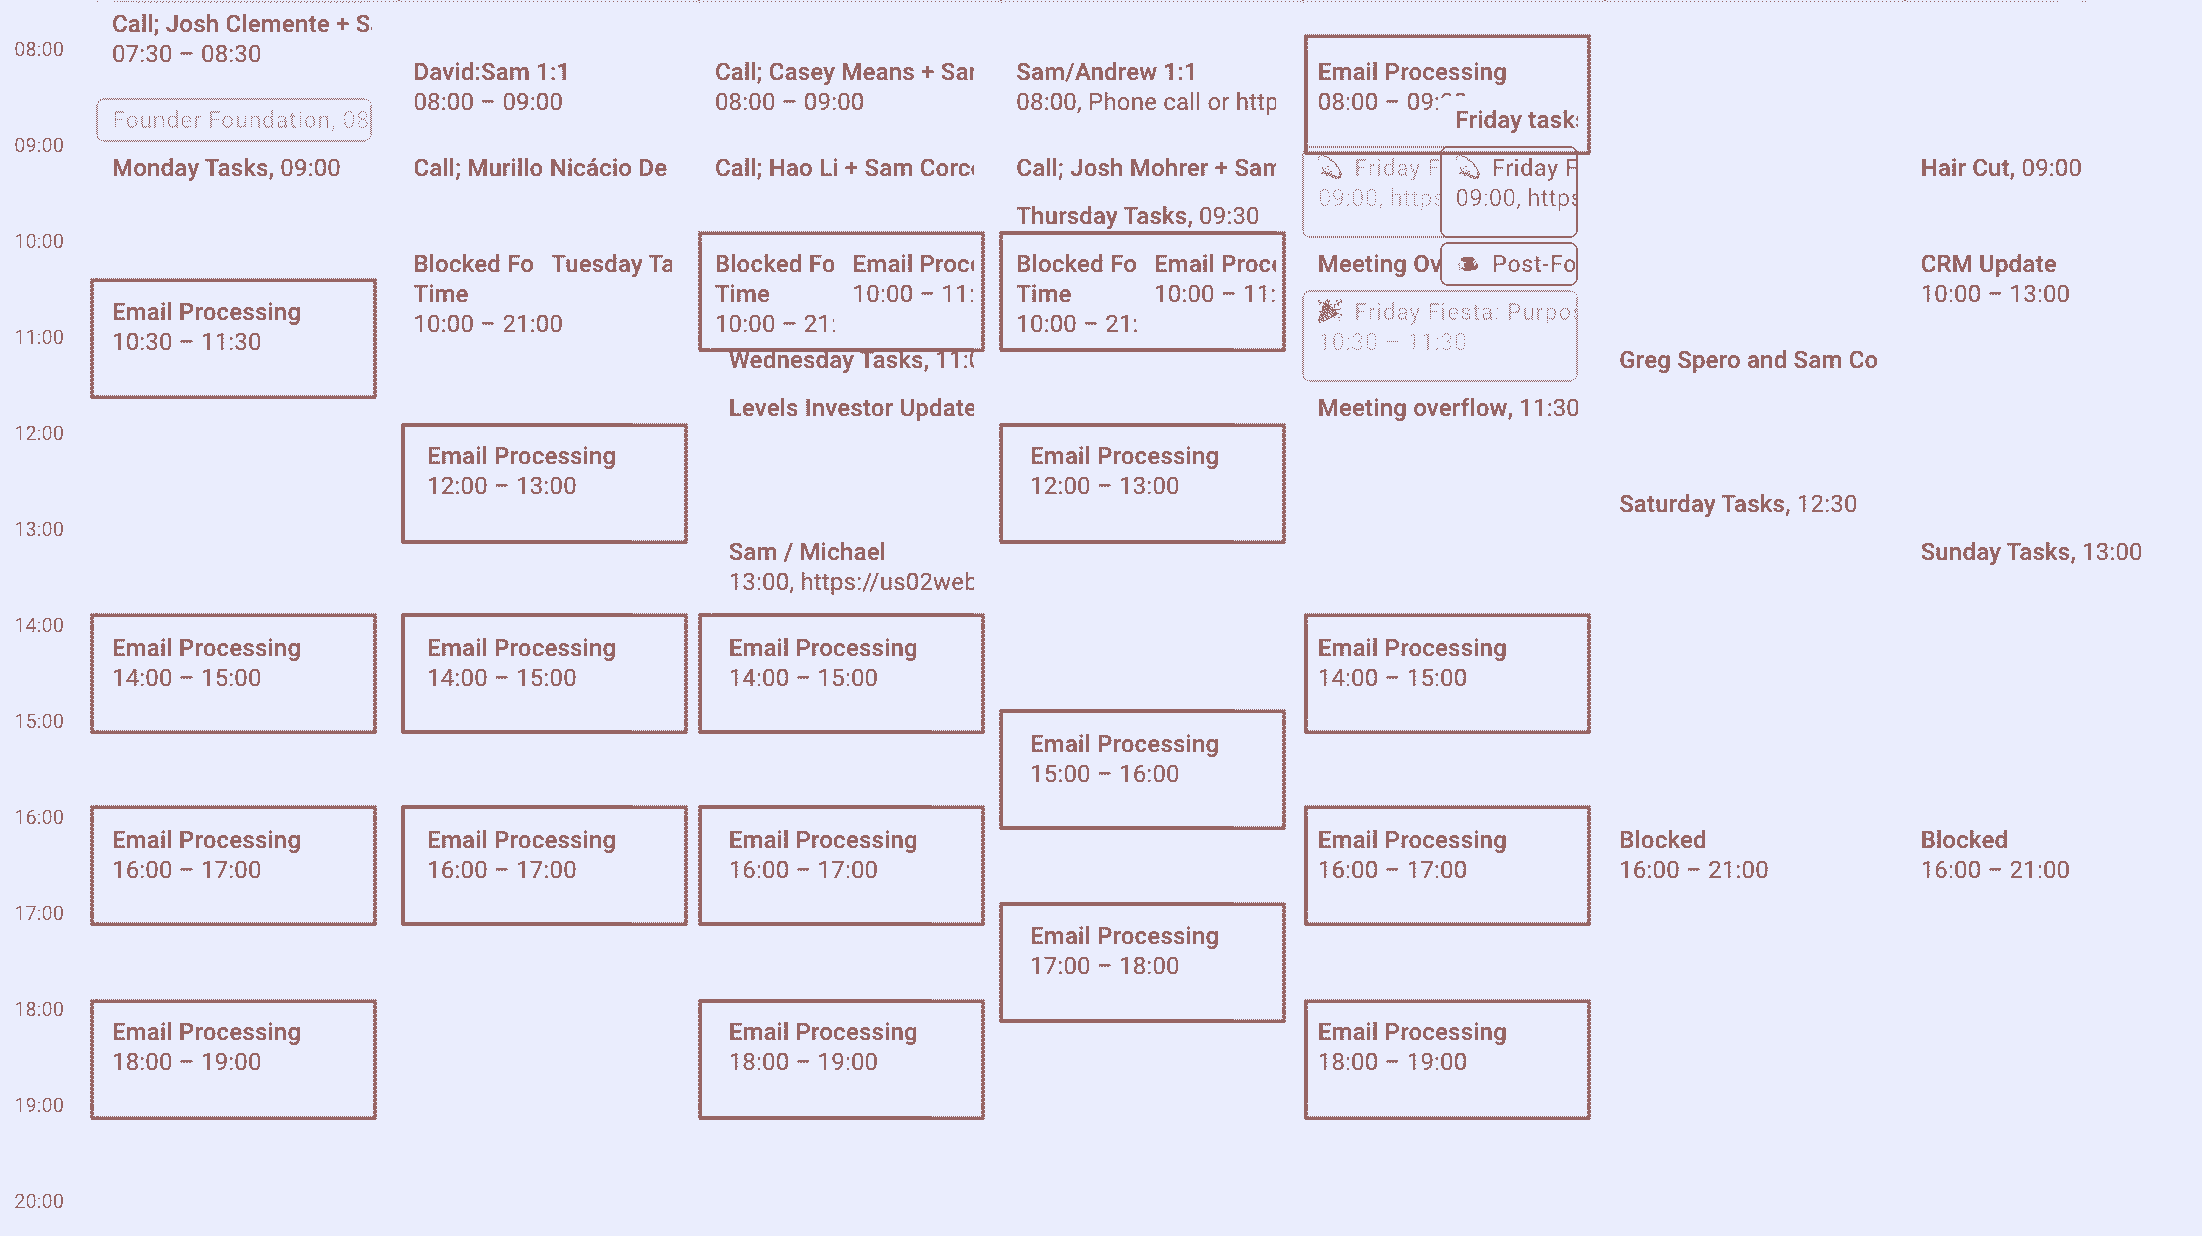 08:00
09:00
10:00
11:00
12:00
13:00
14:00
15:00
16:00
17:00
18:00
19:00
20:00
Call; Josh Clemente + S
07:30 – 08:30
Founder Foundation, 08
Monday Tasks, 09:00
Email Processing
10:30 – 11:30
Email Processing
14:00 – 15:00
Email Processing
16:00 – 17:00
Email Processing
18:00 – 19:00
David:Sam 1:1
08:00 – 09:00
Call; Murillo Nicácio De
Blocked Fo
Time
10:00 – 21:00
Tuesday Ta
Email Processing
12:00 – 13:00
Email Processing
14:00 – 15:00
Email Processing
16:00 – 17:00
Call; Casey Means + Sa
08:00 – 09:00
Call; Hao Li + Sam Corc
Blocked Fo
Time
10:00 – 21:
Email Proc
10:00 – 11:
Wednesday Tasks, 11:0
Levels Investor Update
Sam / Michael
13:00, https://us02web
Email Processing
14:00 – 15:00
Email Processing
16:00 – 17:00
Email Processing
18:00 – 19:00
Sam/Andrew 1:1
08:00, Phone call or http
Call; Josh Mohrer + Sam
Thursday Tasks, 09:30
Blocked Fo
Time
10:00 – 21:
Email Proc
10:00 – 11:
Email Processing
12:00 – 13:00
Email Processing
15:00 – 16:00
Email Processing
17:00 – 18:00
Email Processing
08:00 – 09:
Friday tasks
Friday F
09:00, https
Friday F
09:00, https
Meeting Ov
Post-Fo
Friday Fiesta: Purpo
10:30 – 11:30
Meeting overflow, 11:30
Email Processing
14:00 – 15:00
Email Processing
16:00 – 17:00
Email Processing
18:00 – 19:00
Greg Spero and Sam Co
Saturday Tasks, 12:30
Blocked
16:00 – 21:00
Hair Cut, 09:00
CRM Update
10:00 – 13:00
Sunday Tasks, 13:00
Blocked
16:00 – 21:00